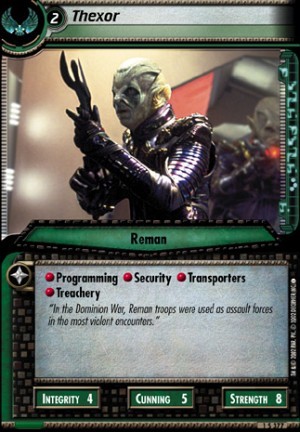 2 Thexor
Reman
Programming Security Transporters
Treachery
"In the Dominion War, Reman troops were used as assault forces
in the most violent encounters."
INTEGRITY 4 CUNNING 5 STRENGTH 8